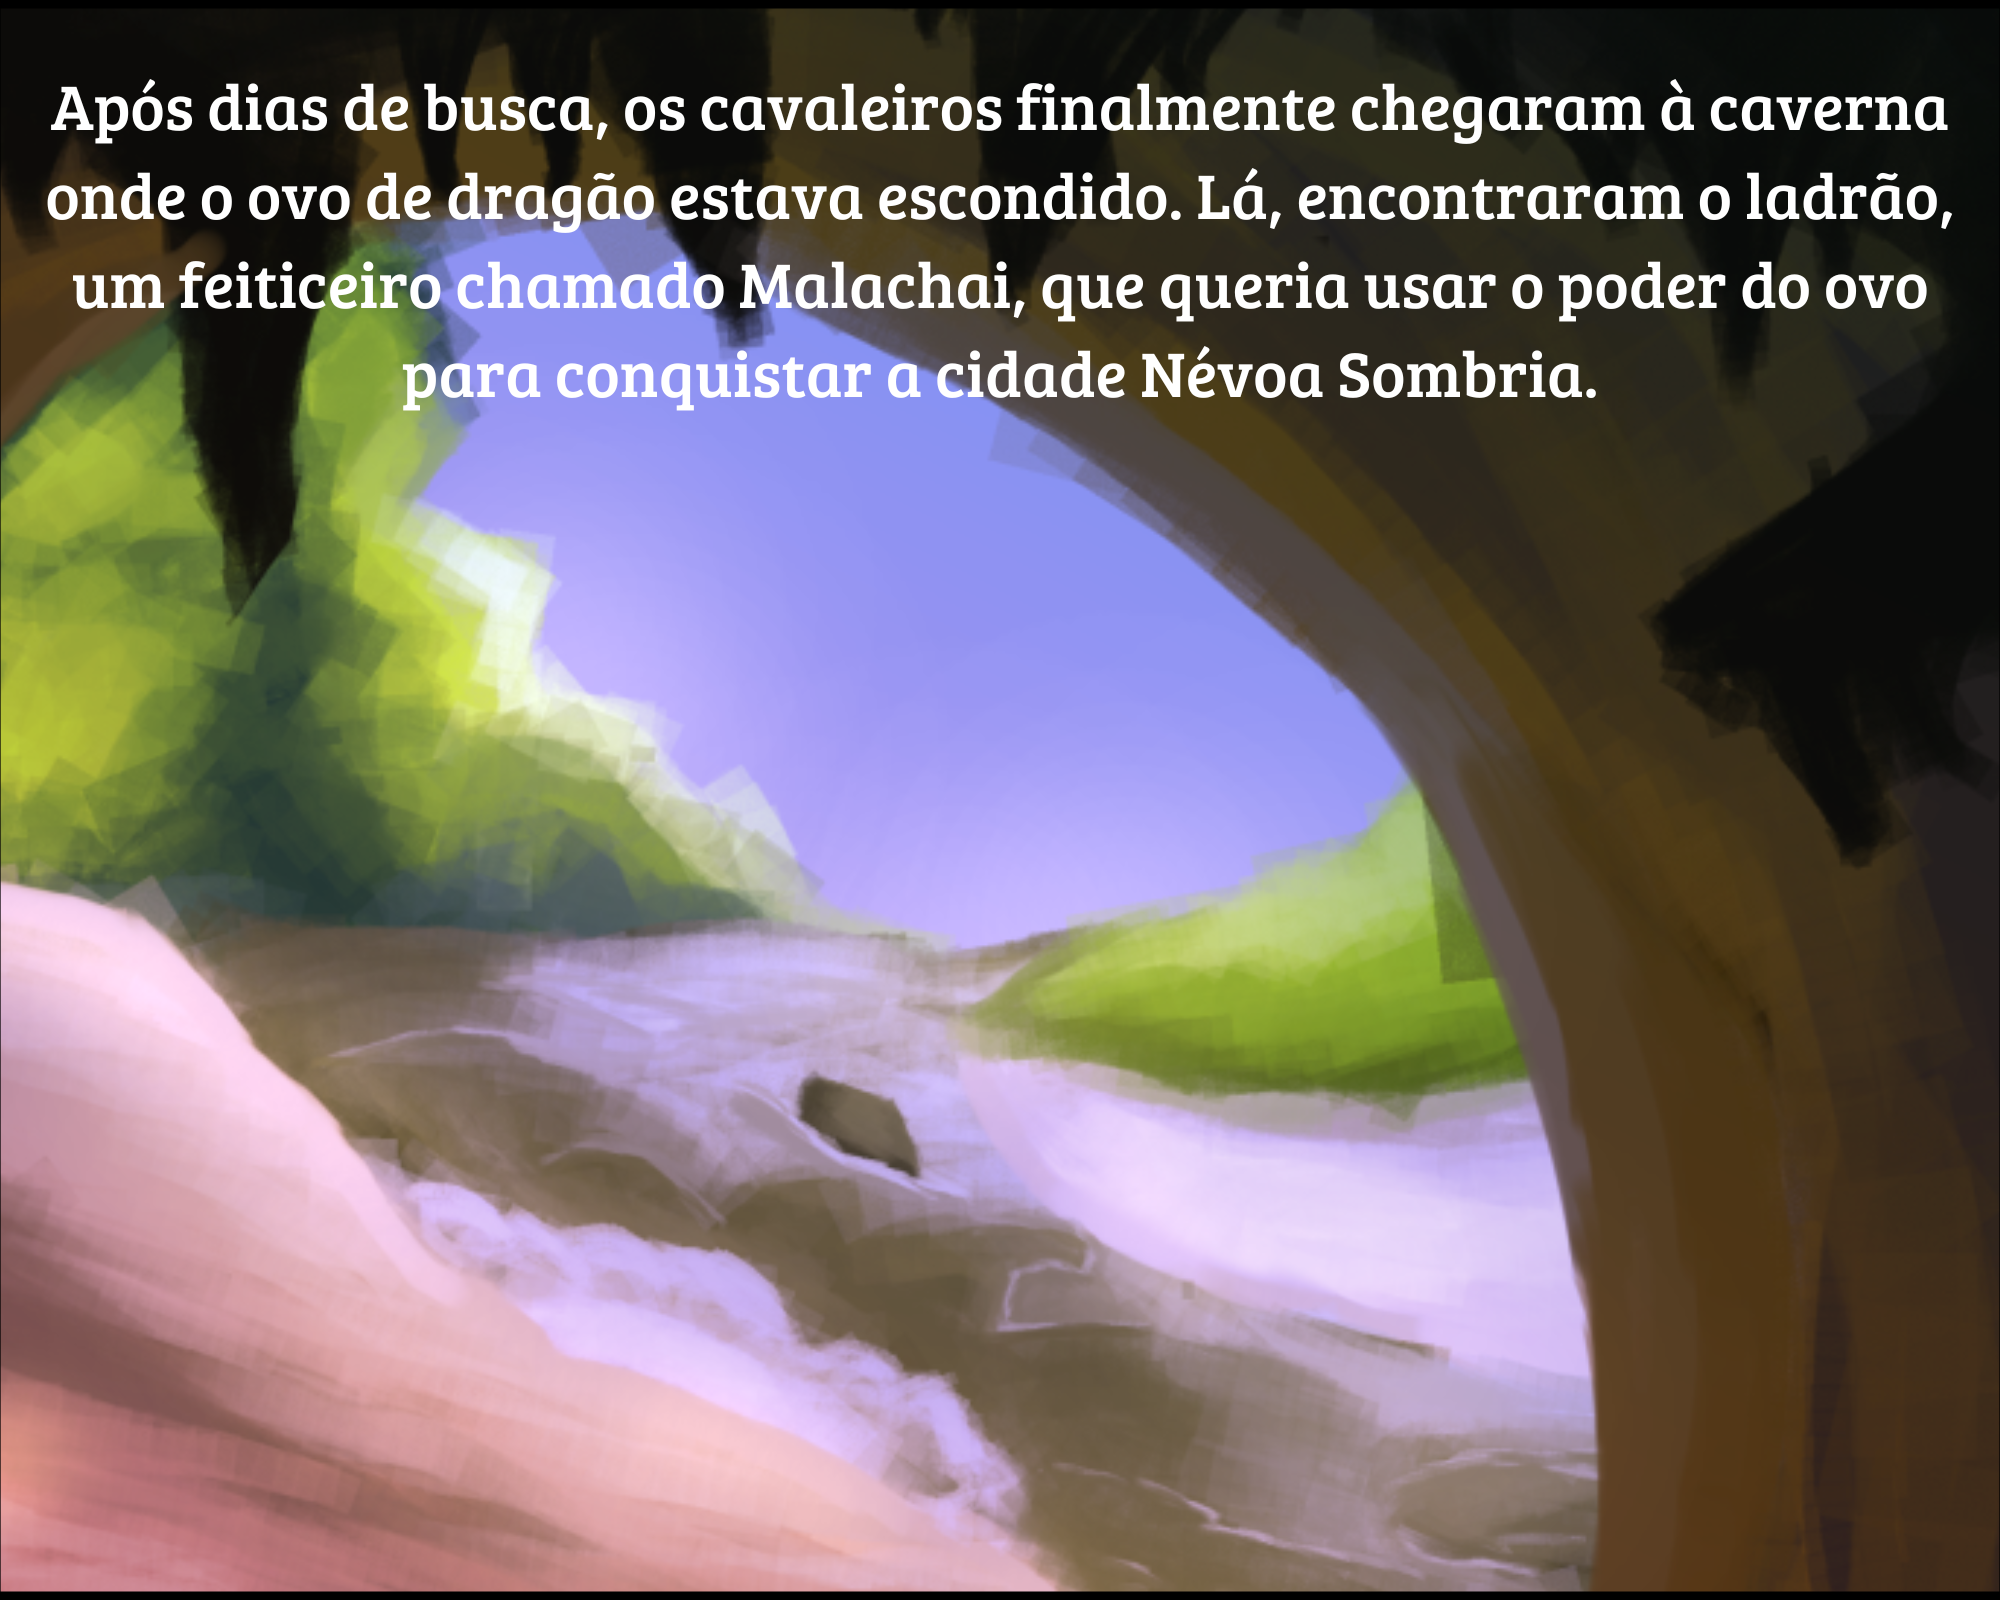 Após dias de busca, os cavaleiros finalmente chegaram à caverna
onde o ovo de dragão estava escondido. Lá, encontraram o ladrão,
um feiticeiro chamado Malachai, que queria usar o poder do ovo
para conquistar a cidade Névoa Sombria.